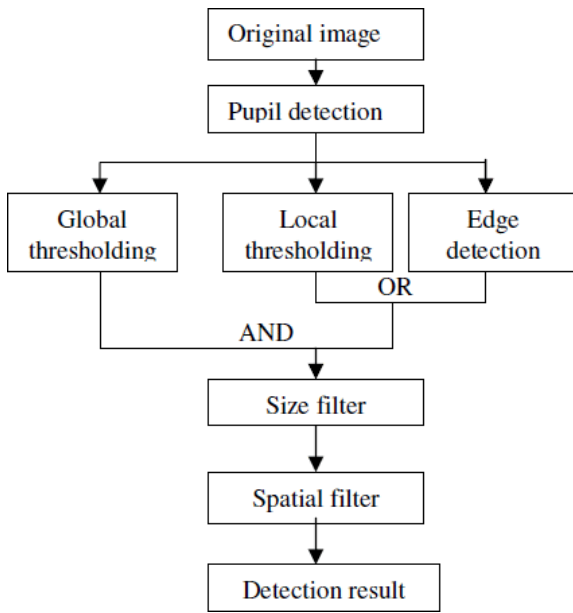 Original image
Pupil detection
Global
thresholding
Local
thresholding
Edge
detection
OR
AND
Size filter
Spatial filter
Detection result